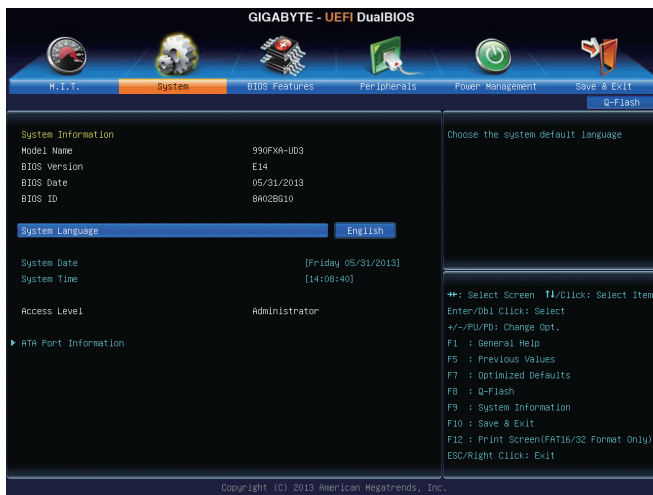 GIGABYTE - UEFI DualBIOS
M.I.T. System BIOS Features Peripherals Power Management Save & Exit
Q-Flash
System Information
Model Name 990FXA-UD3
BIOS Version E14
BIOS Date 05/31/2013
BIOS ID 8A02BG10
System Language English
System Date [Friday 05/31/2013]
System Time [14:08:40]
Access Level Administrator
ATA Port Information
Choose the system default language
→←: Select Screen ↑↓/Click: Select Item
Enter/Dbl Click: Select
+/-/PU/PD: Change Opt.
F1 : General Help
F5 : Previous Values
F7 : Optimized Defaults
F8 : Q-Flash
F9 : System Information
F10 : Save & Exit
F12 : Print Screen(FAT16/32 Format Only)
ESC/Right Click: Exit
Copyright (C) 2013 American Megatrends, Inc.